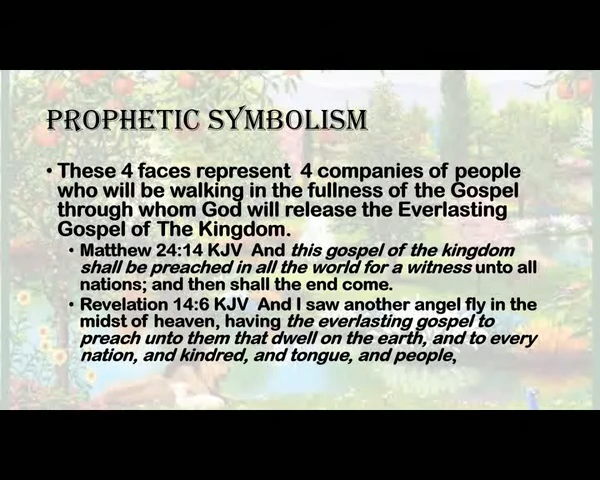 PROPHETIC SYMBOLISM
• These 4 faces represent 4 companies of people
who will be walking in the fullness of the Gospel
through whom God will release the Everlasting
Gospel of The Kingdom.
• Matthew 24:14 KJV And this gospel of the kingdom
shall be preached in all the world for a witness unto all
nations; and then shall the end come.
• Revelation 14:6 KJV And I saw another angel fly in the
midst of heaven, having the everlasting gospel to
preach unto them that dwell on the earth, and to every
nation, and kindred, and tongue, and people,